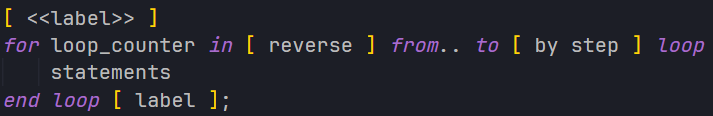 [ <<label>> ]
for loop_counter in [ reverse ] from.. to [ by step ] loop
    statements
end loop [ label ];